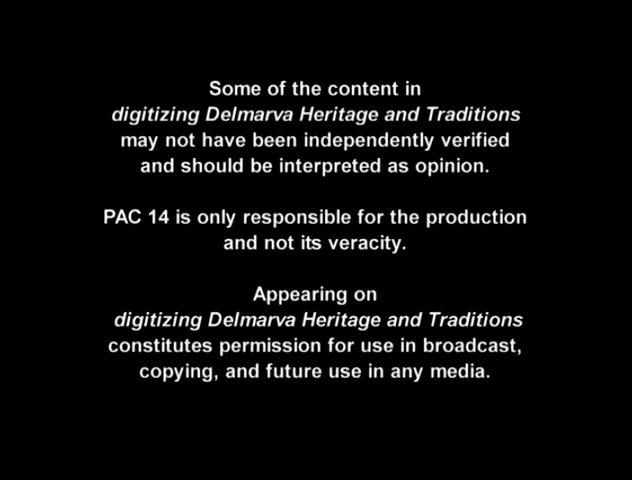 Some of the content in
digitizing Delmarva Heritage and Traditions
may not have been independently verified
and should be interpreted as opinion.
PAC 14 is only responsible for the production
and not its veracity.
Appearing on
digitizing Delmarva Heritage and Traditions
constitutes permission for use in broadcast,
copying, and future use in any media.